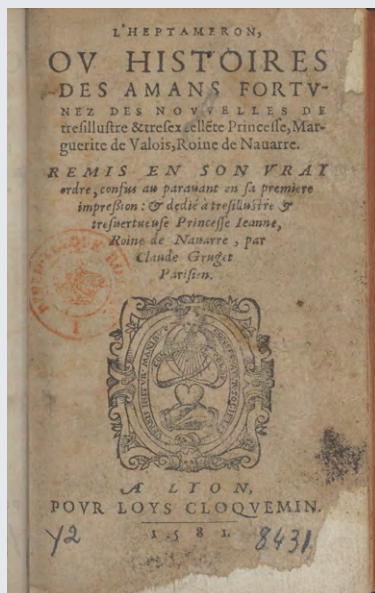 L'HEPTAMERON,
OV HISTOIRES
DES AMANS FORTV-
NEZ DES NOVVELLES DE
tresillustre & tresexcellẽte Princesse, Mar-
guerite de Valois, Roine de Nauarre.
REMIS EN SON VRAY
ordre, confus au parauant en sa premiere
impreßion: & dedié a tresillustre &
tresuertueuse Princesse Ieanne,
Roine de Nauarre, par
Claude Gruget
Parisien.
A LYON,
POVR LOYS CLOQVEMIN.
1581.
Y2 8431